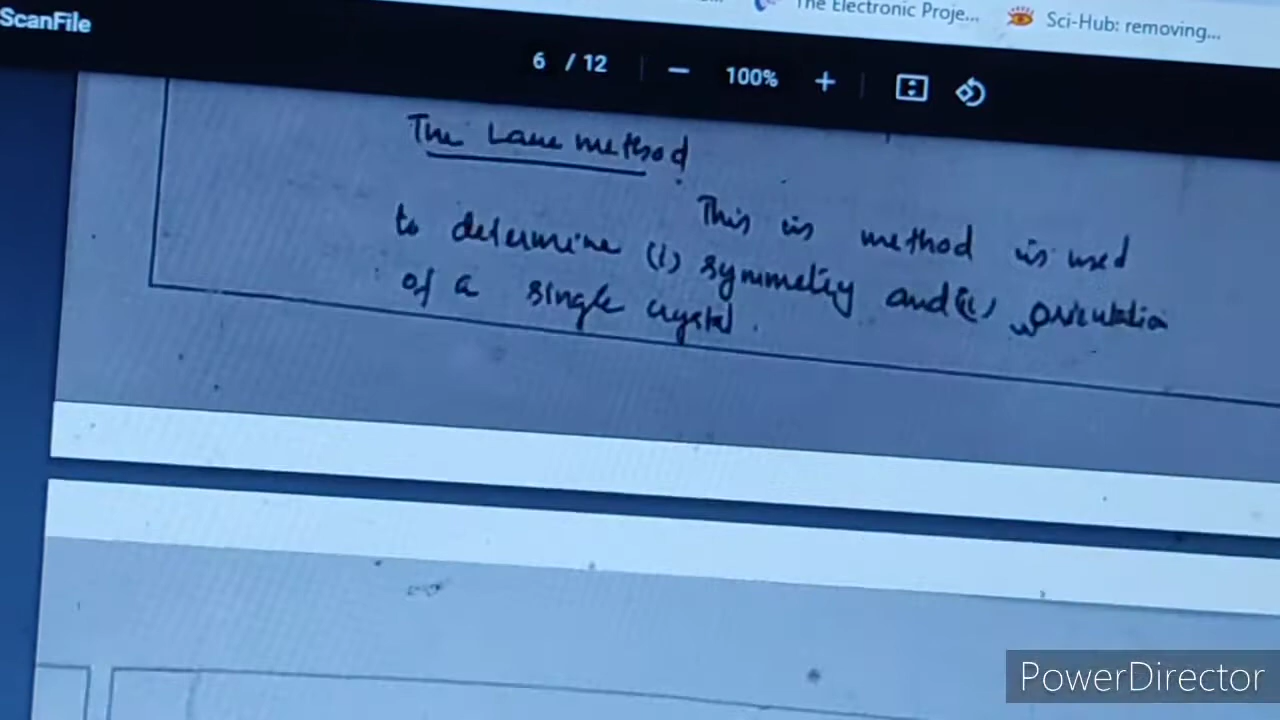 The Electronic Proje...
Sci-Hub: removing...
ScanFile
6 / 12
100%
The Laue method
This is method is used
to determine (i) symmetry and (ii) orientation
of a single crystal.
PowerDirector